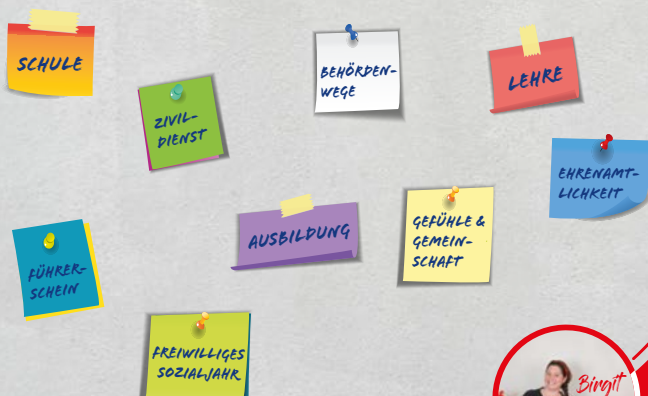 SCHULE
BEHÖRDEN-
WEGE
LEHRE
ZIVIL-
DIENST
EHRENAMT-
LICHKEIT
AUSBILDUNG
GEFÜHLE &
GEMEIN-
SCHAFT
FÜHRER-
SCHEIN
FREIWILLIGES
SOZIALJAHR
Birgit